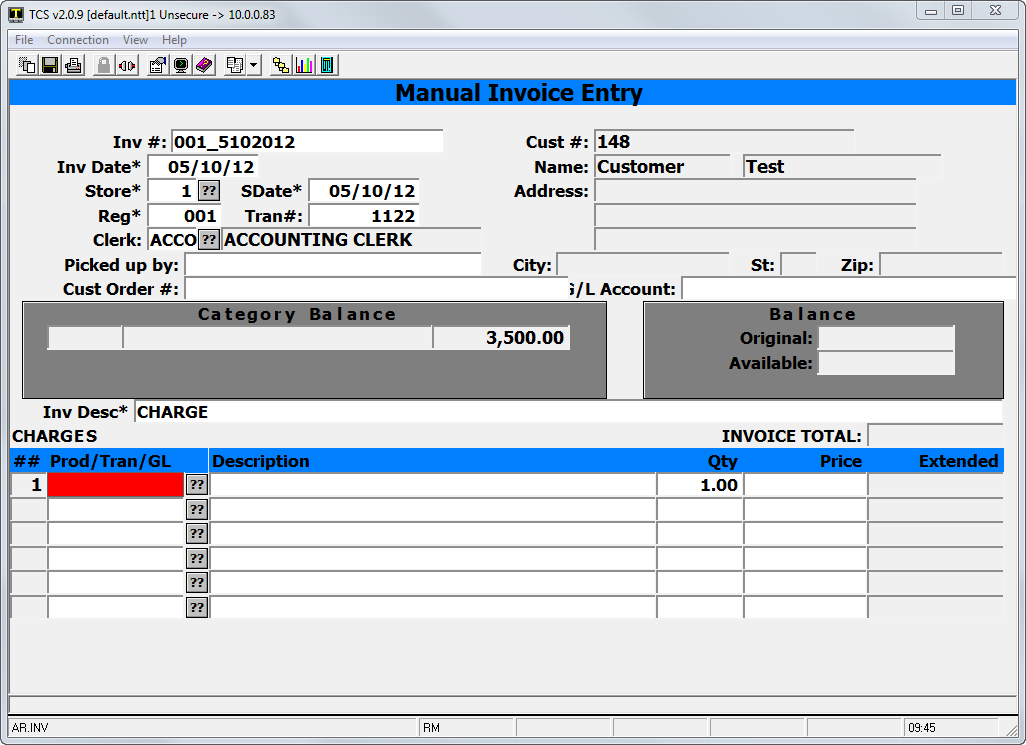 TCS v2.0.9 [default.ntt]1 Unsecure -> 10.0.0.83
File Connection View Help
Manual Invoice Entry
Inv #: 001_5102012 Cust #: 148
Inv Date* 05/10/12 Name: Customer Test
Store* 1 ?? SDate* 05/10/12 Address:
Reg* 001 Tran#: 1122
Clerk: ACCO ?? ACCOUNTING CLERK
Picked up by: City: St: Zip:
Cust Order #: G/L Account:
Category Balance Balance
3,500.00 Original:
Available:
Inv Desc* CHARGE
CHARGES INVOICE TOTAL:
## Prod/Tran/GL Description Qty Price Extended
1 ?? 1.00
??
??
??
??
??
AR.INV RM 09:45